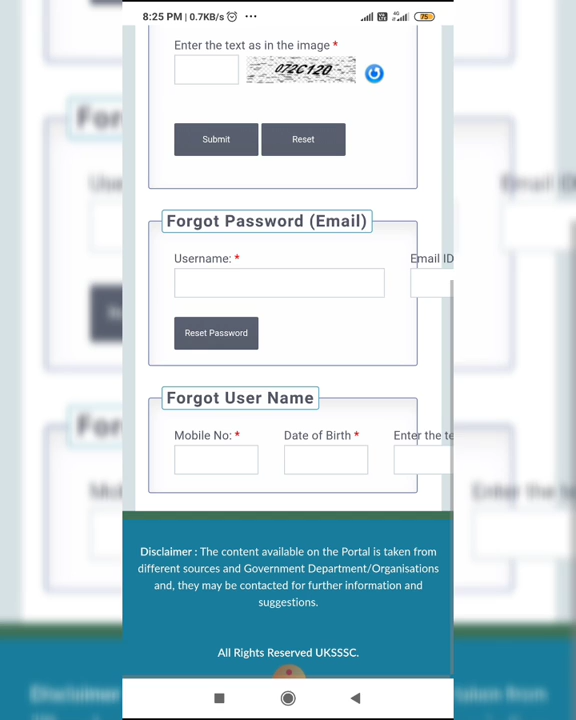 8:25 PM | 0.7KB/s
4G
75
Enter the text as in the image *
072C120
Submit Reset
Forgot Password (Email)
Username: * Email ID
Reset Password
Forgot User Name
Mobile No: * Date of Birth * Enter the te
Disclaimer : The content available on the Portal is taken from
different sources and Government Department/Organisations
and, they may be contacted for further information and
suggestions.
All Rights Reserved UKSSSC.